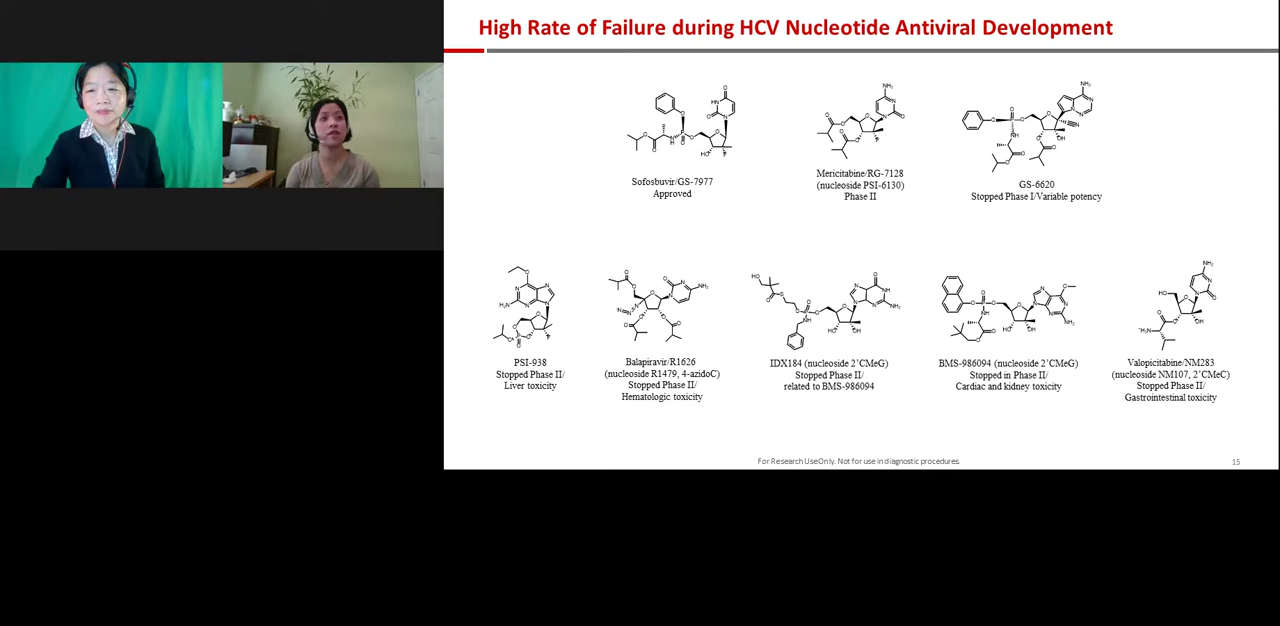 High Rate of Failure during HCV Nucleotide Antiviral Development
Sofosbuvir/GS-7977
Approved
Mericitabine/RG-7128
(nucleoside PSI-6130)
Phase II
GS-6620
Stopped Phase I/Variable potency
PSI-938
Stopped Phase II/
Liver toxicity
Balapiravir/R1626
(nucleoside R1479, 4-azidoC)
Stopped Phase II/
Hematologic toxicity
IDX184 (nucleoside 2'CMeG)
Stopped Phase II/
related to BMS-986094
BMS-986094 (nucleoside 2'CMeG)
Stopped in Phase II/
Cardiac and kidney toxicity
Valopicitabine/NM283
(nucleoside NM107, 2'CMeC)
Stopped Phase II/
Gastrointestinal toxicity
For Research UseOnly. Not for use in diagnostic procedures.
15